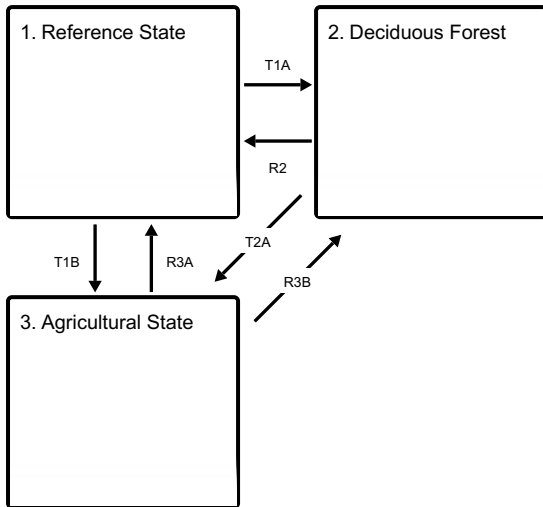 1. Reference State
2. Deciduous Forest
T1A
R2
T1B
R3A
T2A
R3B
3. Agricultural State